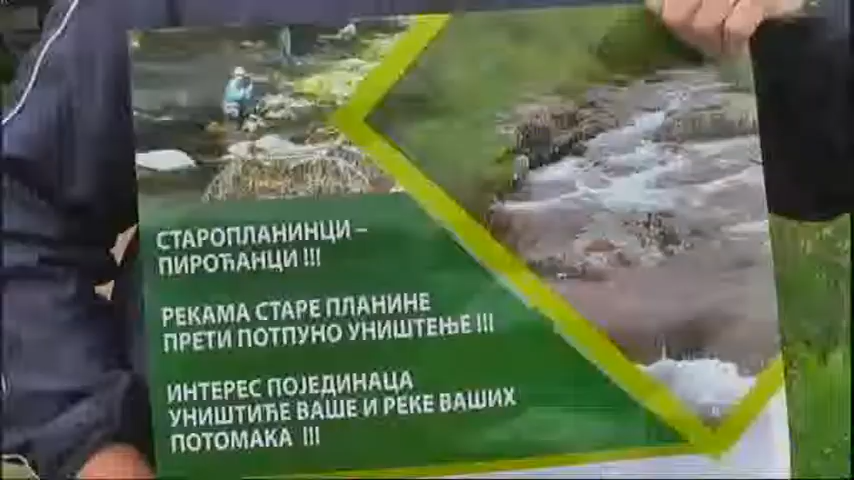 СТАРОПЛАНИНЦИ –
ПИРОЋАНЦИ !!!
РЕКАМА СТАРЕ ПЛАНИНЕ
ПРЕТИ ПОТПУНО УНИШТЕЊЕ !!!
ИНТЕРЕС ПОЈЕДИНАЦА
УНИШТИЋЕ ВАШЕ И РЕКЕ ВАШИХ
ПОТОМАКА !!!